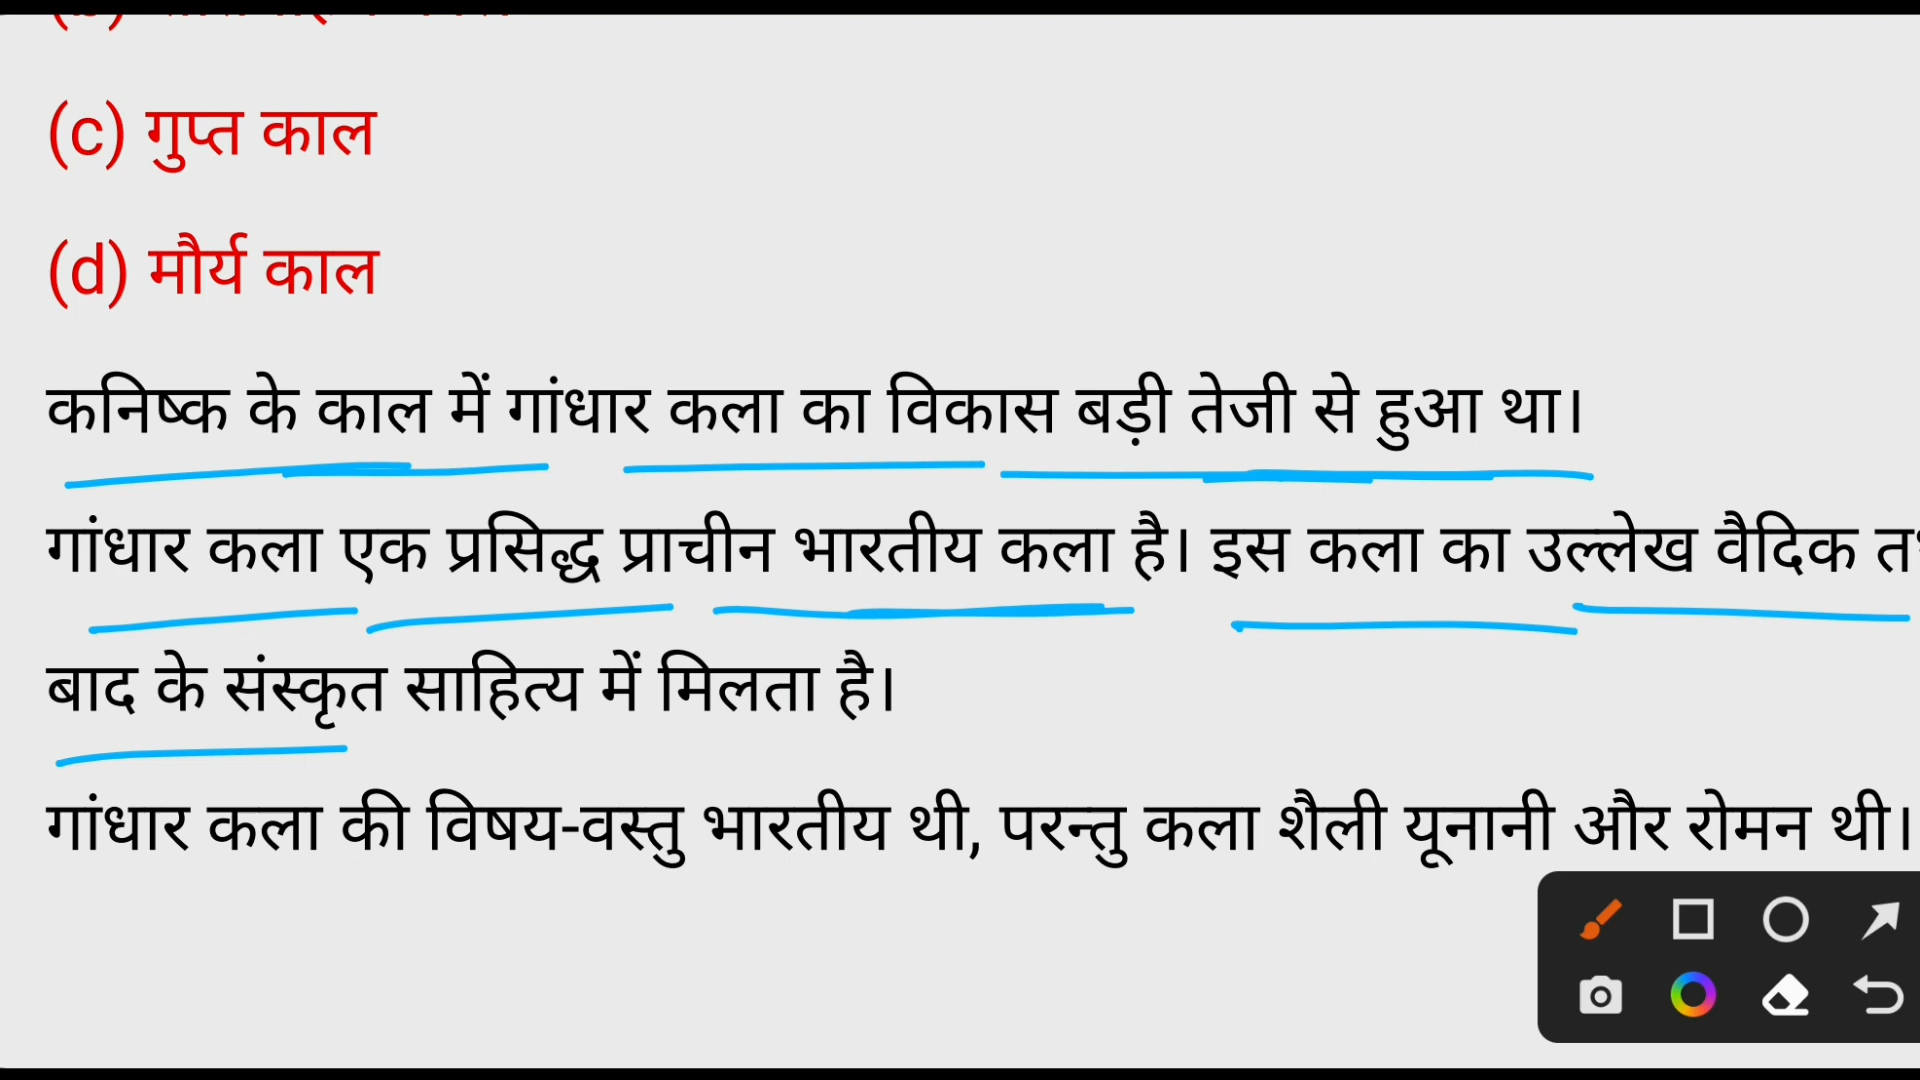 (c) गुप्त काल
(d) मौर्य काल
कनिष्क के काल में गांधार कला का विकास बड़ी तेजी से हुआ था।
गांधार कला एक प्रसिद्ध प्राचीन भारतीय कला है। इस कला का उल्लेख वैदिक
बाद के संस्कृत साहित्य में मिलता है।
गांधार कला की विषय-वस्तु भारतीय थी, परन्तु कला शैली यूनानी और रोमन थी।